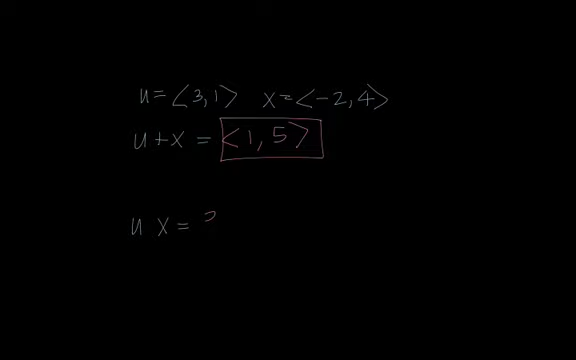 u = <3, 1> x = <-2, 4>
u + x = <1, 5>
u x =